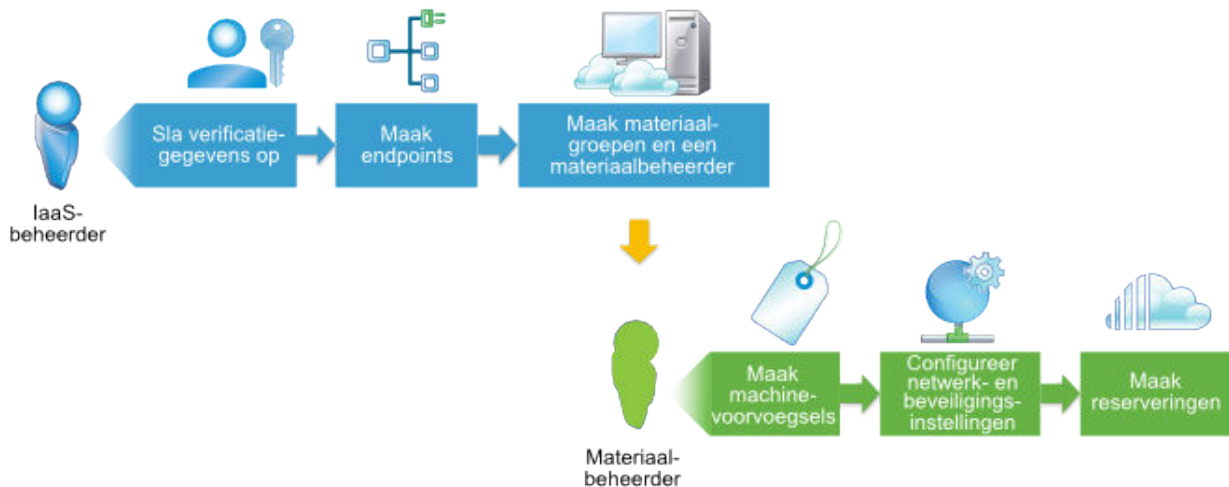 Sla verificatie-
gegevens op
Maak
endpoints
Maak materiaal-
groepen en een
materiaalbeheerder
IaaS-
beheerder
Maak
machine-
voorvoegsels
Configureer
netwerk- en
beveiligings-
instellingen
Maak
reserveringen
Materiaal-
beheerder